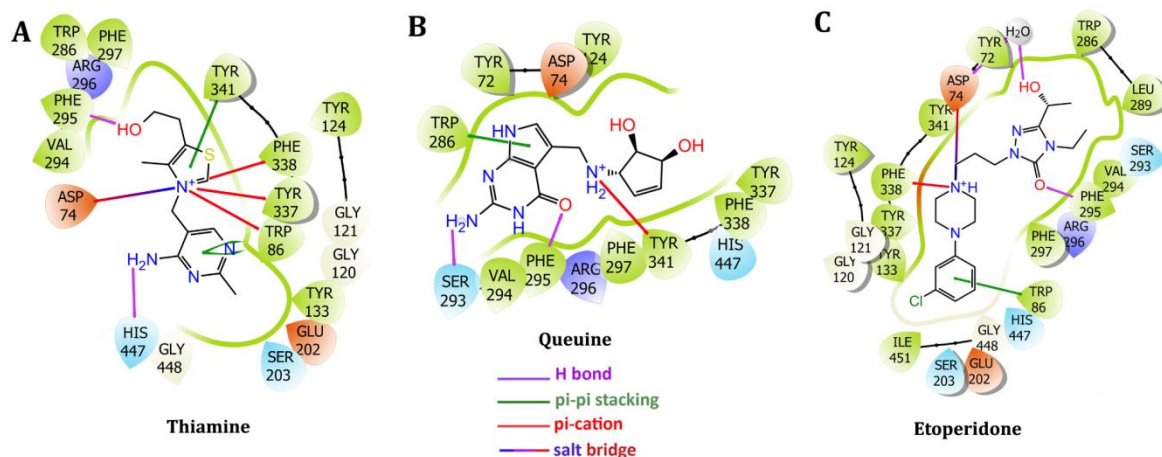 A
TRP
286
PHE
297
ARG
296
PHE
295
VAL
294
ASP
74
HO
TYR
341
TYR
124
S
PHE
338
N+
TYR
337
GLY
121
TRP
86
GLY
120
N
H2N
N
TYR
133
HIS
447
GLY
448
GLU
202
SER
203
Thiamine
B
TYR
72
ASP
74
TYR
124
TRP
286
HN
HO
OH
N
N+
H2
H2N
NH
O
TYR
337
PHE
338
SER
293
VAL
294
PHE
295
ARG
296
PHE
297
TYR
341
HIS
447
Queuine
H bond
pi-pi stacking
pi-cation
salt bridge
C
H2O
TYR
72
TRP
286
ASP
74
LEU
289
HO
TYR
341
N
N
N
SER
293
TYR
124
O
VAL
294
PHE
338
N+H
PHE
295
TYR
337
ARG
296
GLY
121
PHE
297
GLY
120
TYR
133
N
Cl
TRP
86
HIS
447
ILE
451
GLY
448
SER
203
GLU
202
Etoperidone